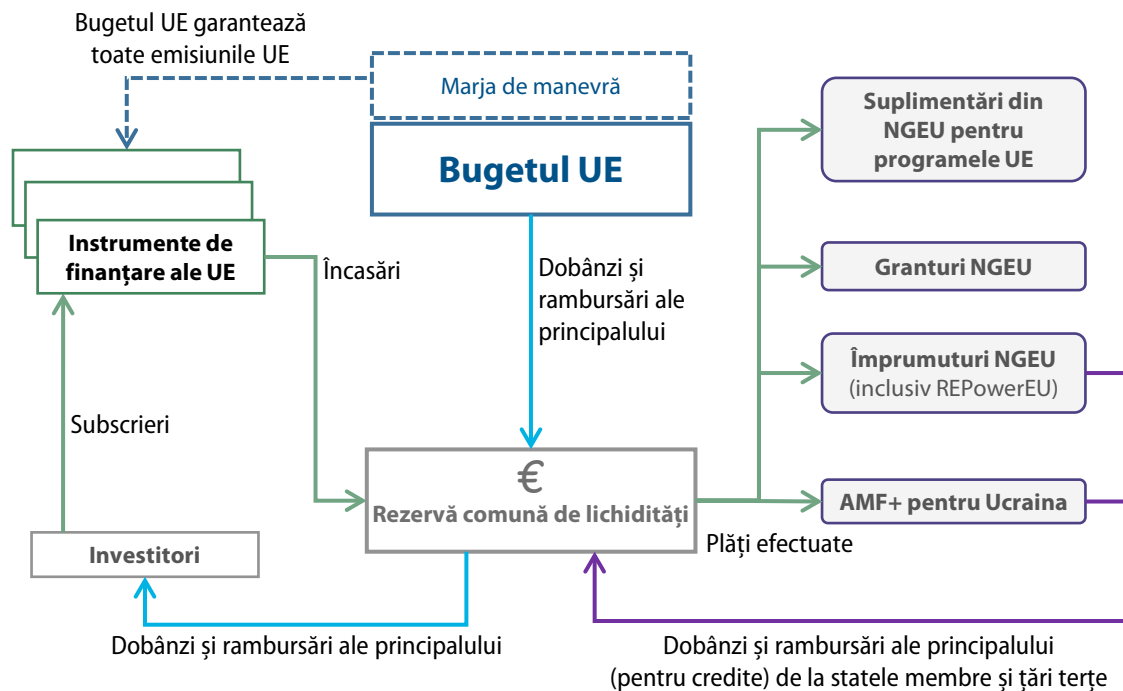 Bugetul UE garantează
toate emisiunile UE
Marja de manevră
Bugetul UE
Instrumente de
finanțare ale UE
Încasări
Dobânzi și
rambursări ale
principalului
Subscrieri
Investitori
€
Rezervă comună de lichidități
Plăți efectuate
Suplimentări din
NGEU pentru
programele UE
Granturi NGEU
Împrumuturi NGEU
(inclusiv REPowerEU)
AMF+ pentru Ucraina
Dobânzi și rambursări ale principalului
Dobânzi și rambursări ale principalului
(pentru credite) de la statele membre și țări terțe